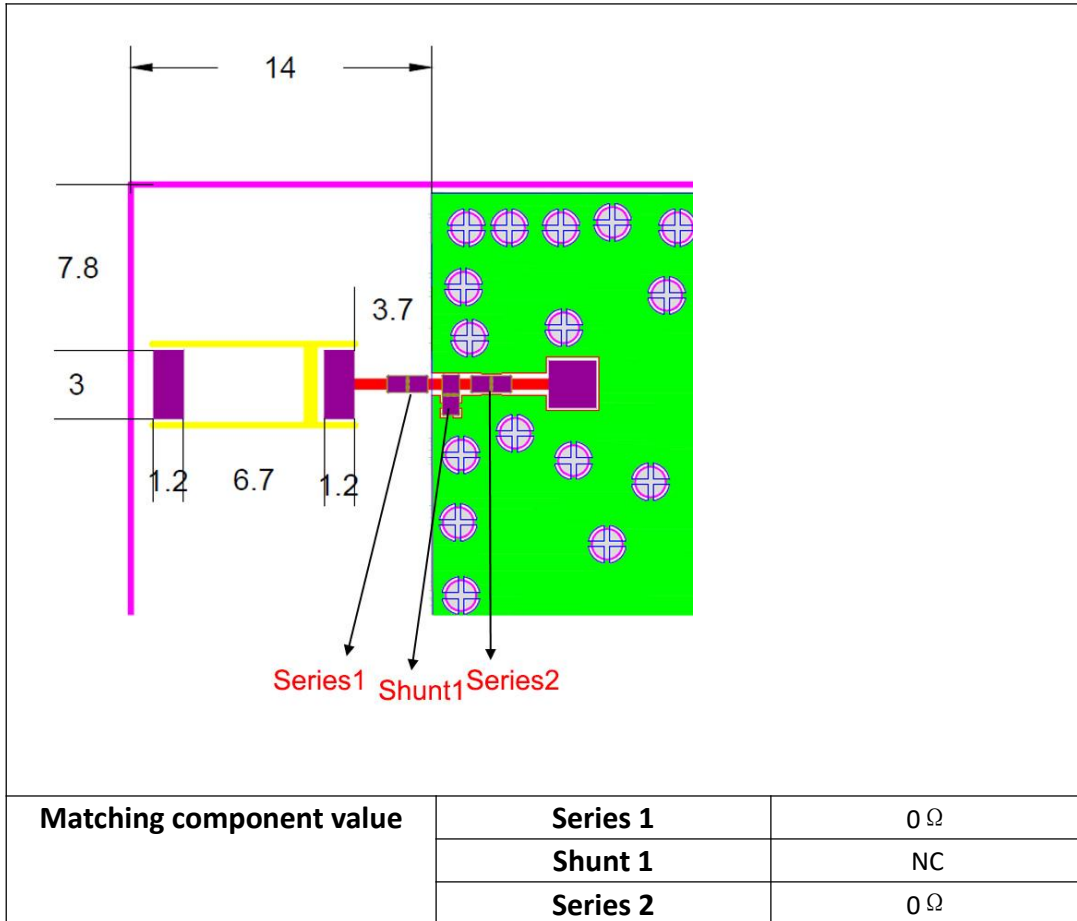 14
7.8
3.7
3
1.2 6.7 1.2
Series1 Shunt1 Series2
Matching component value Series 1 0 Ω
Shunt 1 NC
Series 2 0 Ω